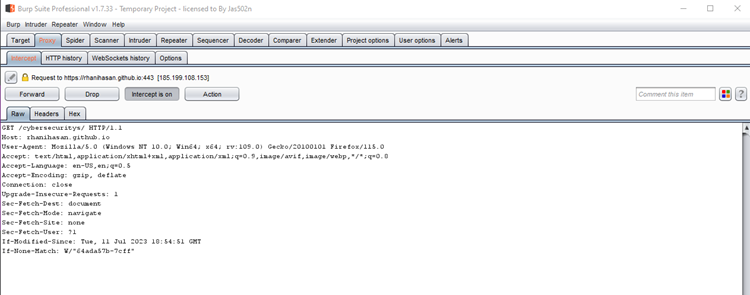 Burp Suite Professional v1.7.33 - Temporary Project - licensed to By Jas502n
Burp Intruder Repeater Window Help
Target Proxy Spider Scanner Intruder Repeater Sequencer Decoder Comparer Extender Project options User options Alerts
Intercept HTTP history WebSockets history Options
Request to https://rhanihasan.github.io:443 [185.199.108.153]
Forward Drop Intercept is on Action Comment this item ?
Raw Headers Hex
GET /cybersecuritys/ HTTP/1.1
Host: rhanihasan.github.io
User-Agent: Mozilla/5.0 (Windows NT 10.0; Win64; x64; rv:109.0) Gecko/20100101 Firefox/115.0
Accept: text/html,application/xhtml+xml,application/xml;q=0.9,image/avif,image/webp,*/*;q=0.8
Accept-Language: en-US,en;q=0.5
Accept-Encoding: gzip, deflate
Connection: close
Upgrade-Insecure-Requests: 1
Sec-Fetch-Dest: document
Sec-Fetch-Mode: navigate
Sec-Fetch-Site: none
Sec-Fetch-User: ?1
If-Modified-Since: Tue, 11 Jul 2023 18:54:51 GMT
If-None-Match: W/"64ada57b-7cff"